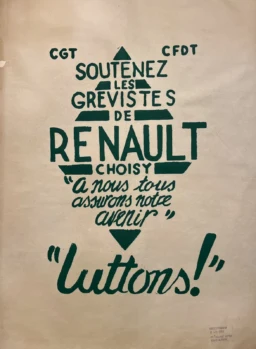 CGT CFDT
SOUTENEZ
LES
GREVISTES
DE
RENAULT
CHOISY
"a nous tous
assurons notre
avenir"
"luttons!"